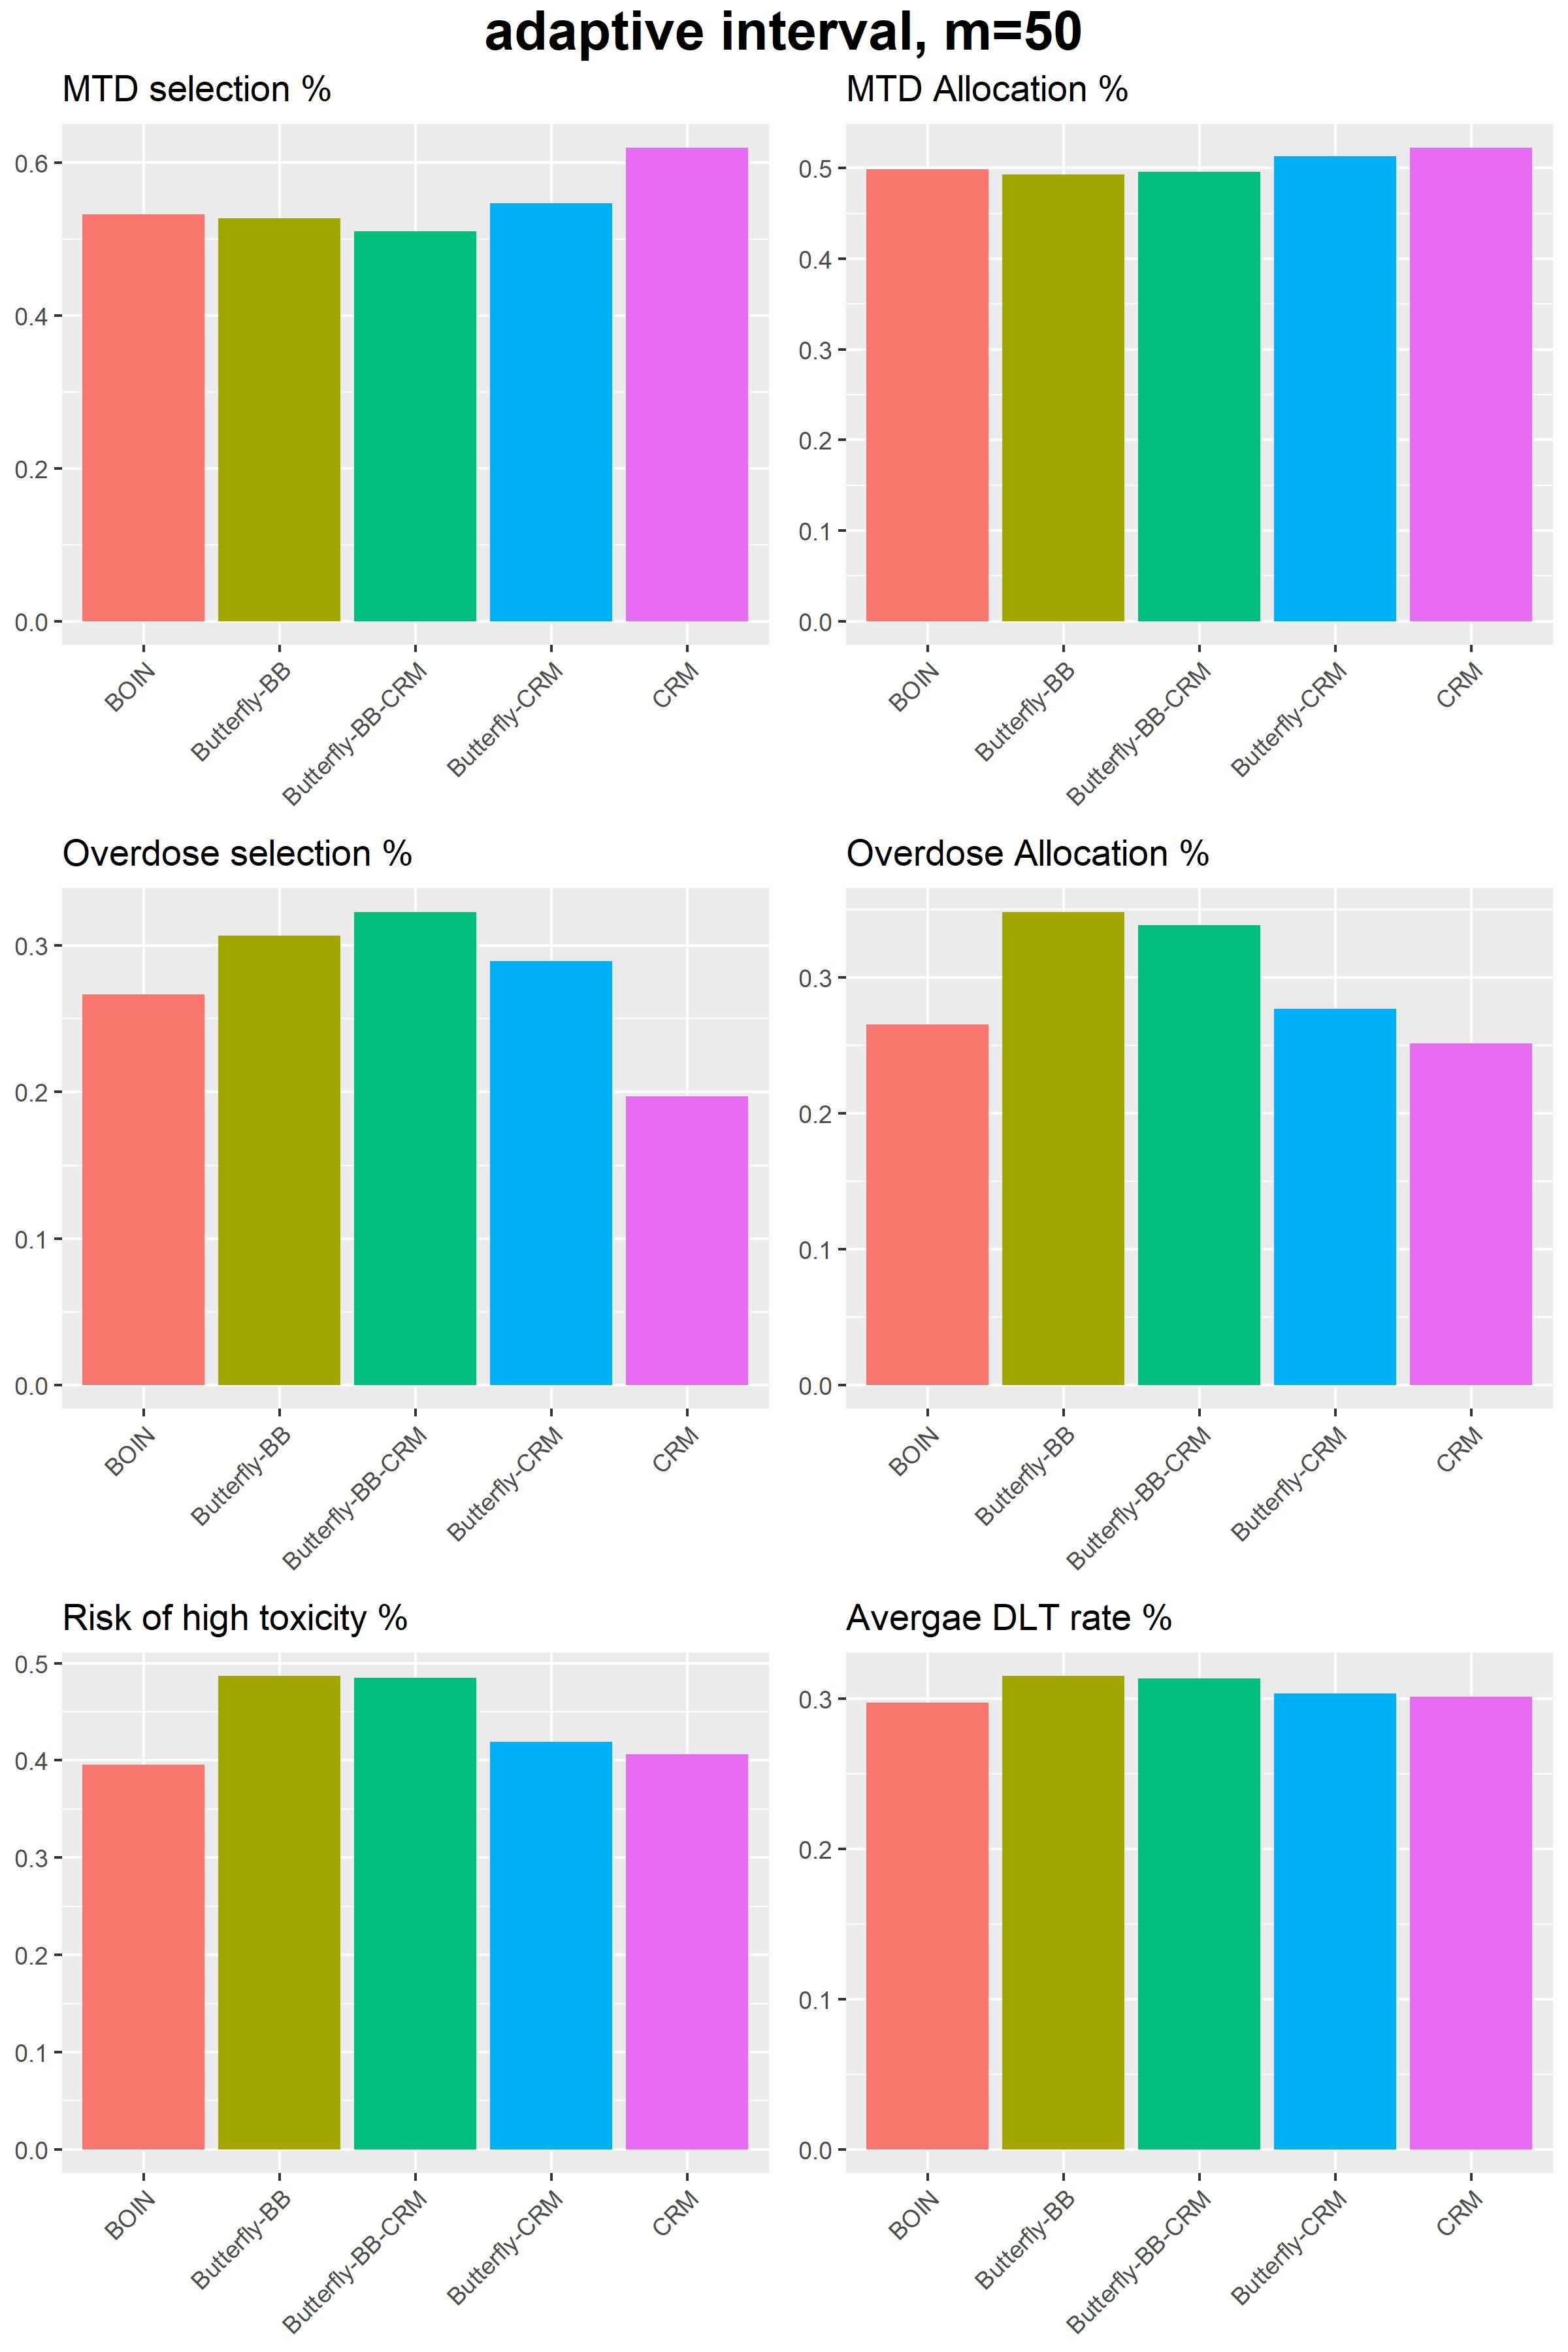 adaptive interval, m=50
MTD selection %
0.6
0.4
0.2
0.0
BOIN
Butterfly-BB
Butterfly-BB-CRM
Butterfly-CRM
CRM
MTD Allocation %
0.5
0.4
0.3
0.2
0.1
0.0
BOIN
Butterfly-BB
Butterfly-BB-CRM
Butterfly-CRM
CRM
Overdose selection %
0.3
0.2
0.1
0.0
BOIN
Butterfly-BB
Butterfly-BB-CRM
Butterfly-CRM
CRM
Overdose Allocation %
0.3
0.2
0.1
0.0
BOIN
Butterfly-BB
Butterfly-BB-CRM
Butterfly-CRM
CRM
Risk of high toxicity %
0.5
0.4
0.3
0.2
0.1
0.0
BOIN
Butterfly-BB
Butterfly-BB-CRM
Butterfly-CRM
CRM
Avergae DLT rate %
0.3
0.2
0.1
0.0
BOIN
Butterfly-BB
Butterfly-BB-CRM
Butterfly-CRM
CRM